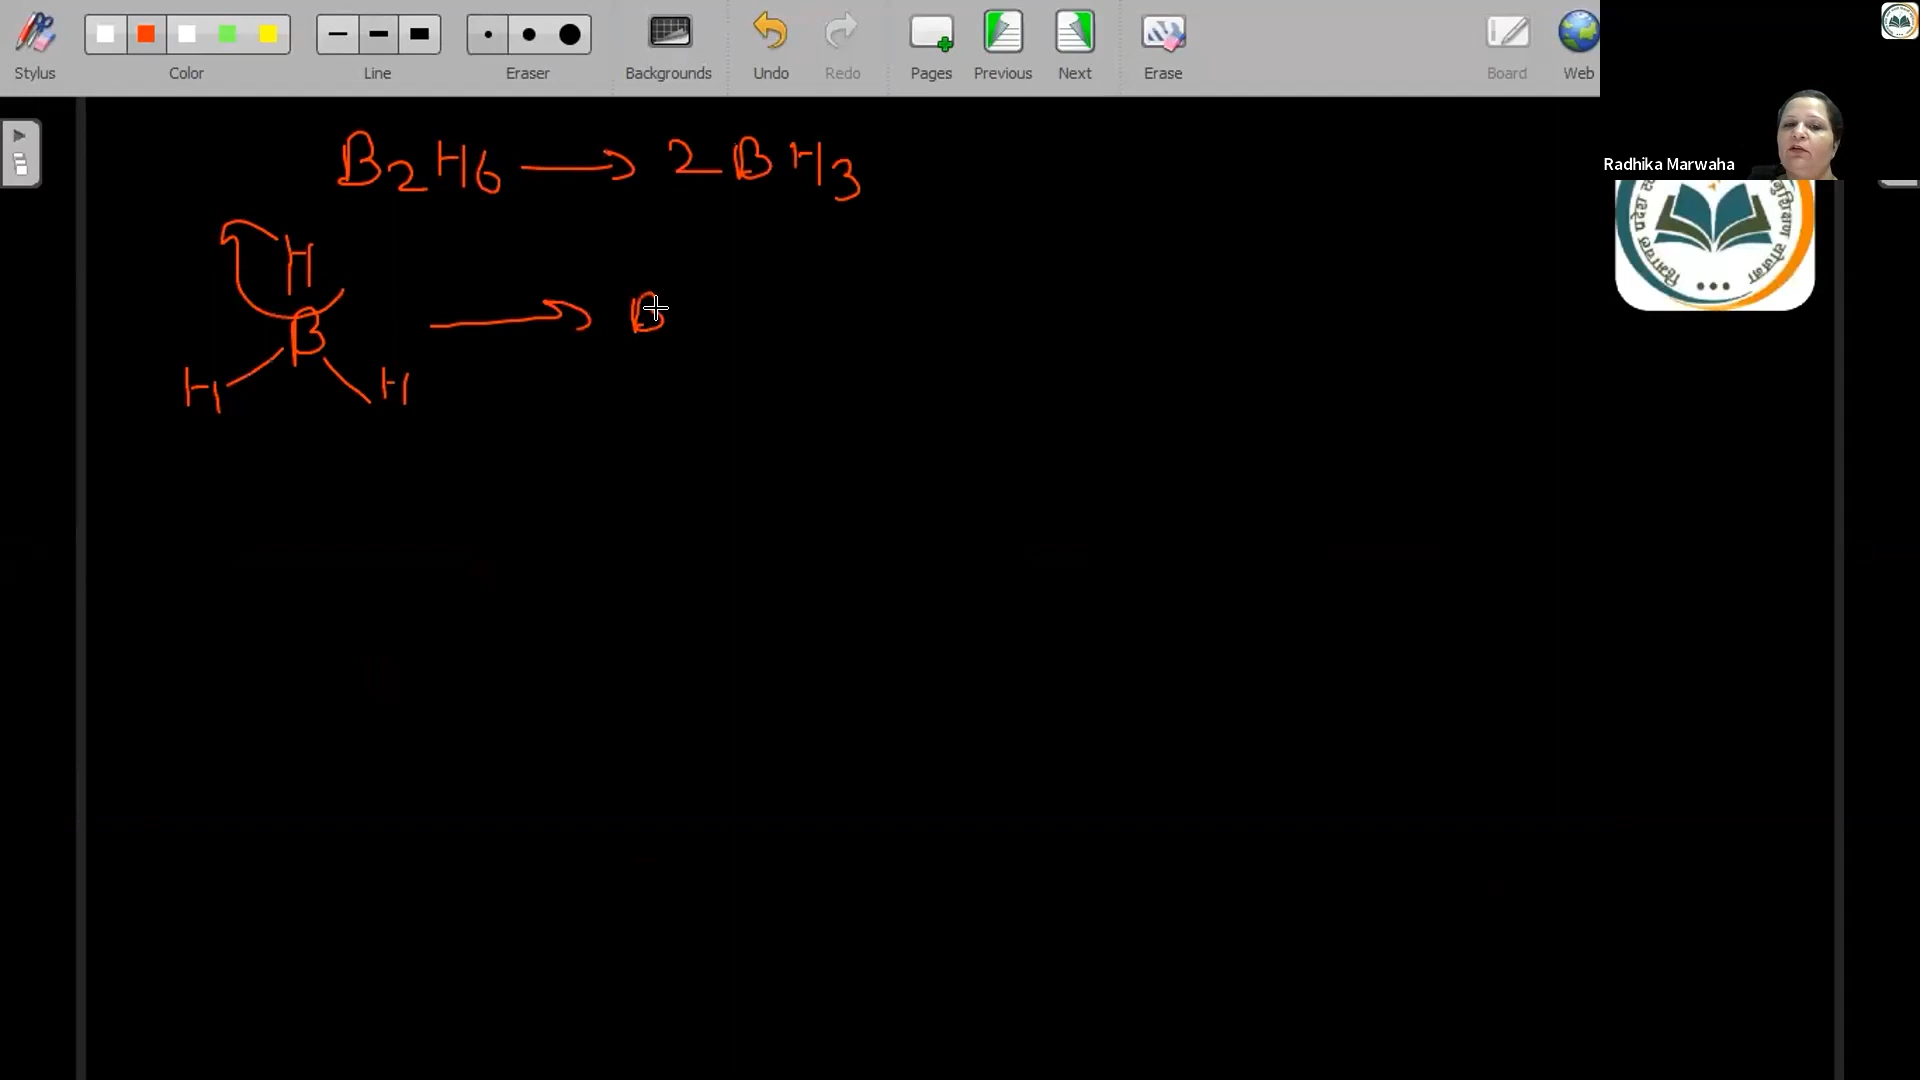 Stylus
Color
Line
Eraser
Backgrounds
Undo
Redo
Pages
Previous
Next
Erase
Board
Web
Radhika Marwaha
B2H6 ⟶ 2BH3
H
B ⟶ B
H H